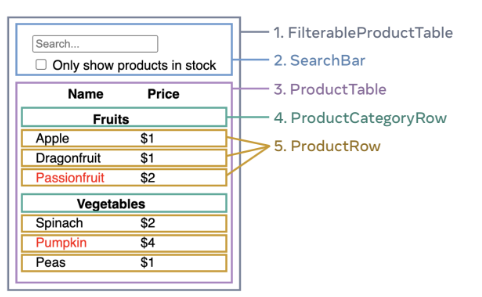 Search...
Only show products in stock
Name Price
Fruits
Apple $1
Dragonfruit $1
Passionfruit $2
Vegetables
Spinach $2
Pumpkin $4
Peas $1
1. FilterableProductTable
2. SearchBar
3. ProductTable
4. ProductCategoryRow
5. ProductRow